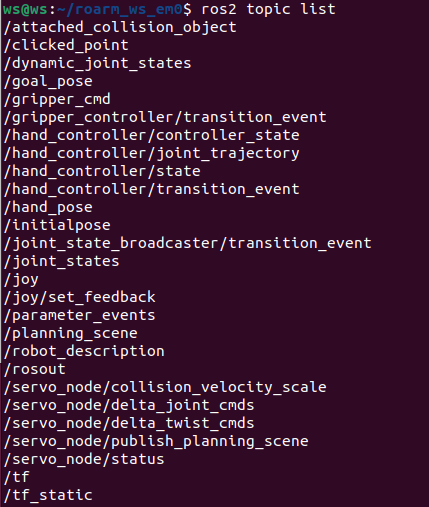 ws@ws:~/roarm_ws_em0$ ros2 topic list
/attached_collision_object
/clicked_point
/dynamic_joint_states
/goal_pose
/gripper_cmd
/gripper_controller/transition_event
/hand_controller/controller_state
/hand_controller/joint_trajectory
/hand_controller/state
/hand_controller/transition_event
/hand_pose
/initialpose
/joint_state_broadcaster/transition_event
/joint_states
/joy
/joy/set_feedback
/parameter_events
/planning_scene
/robot_description
/rosout
/servo_node/collision_velocity_scale
/servo_node/delta_joint_cmds
/servo_node/delta_twist_cmds
/servo_node/publish_planning_scene
/servo_node/status
/tf
/tf_static